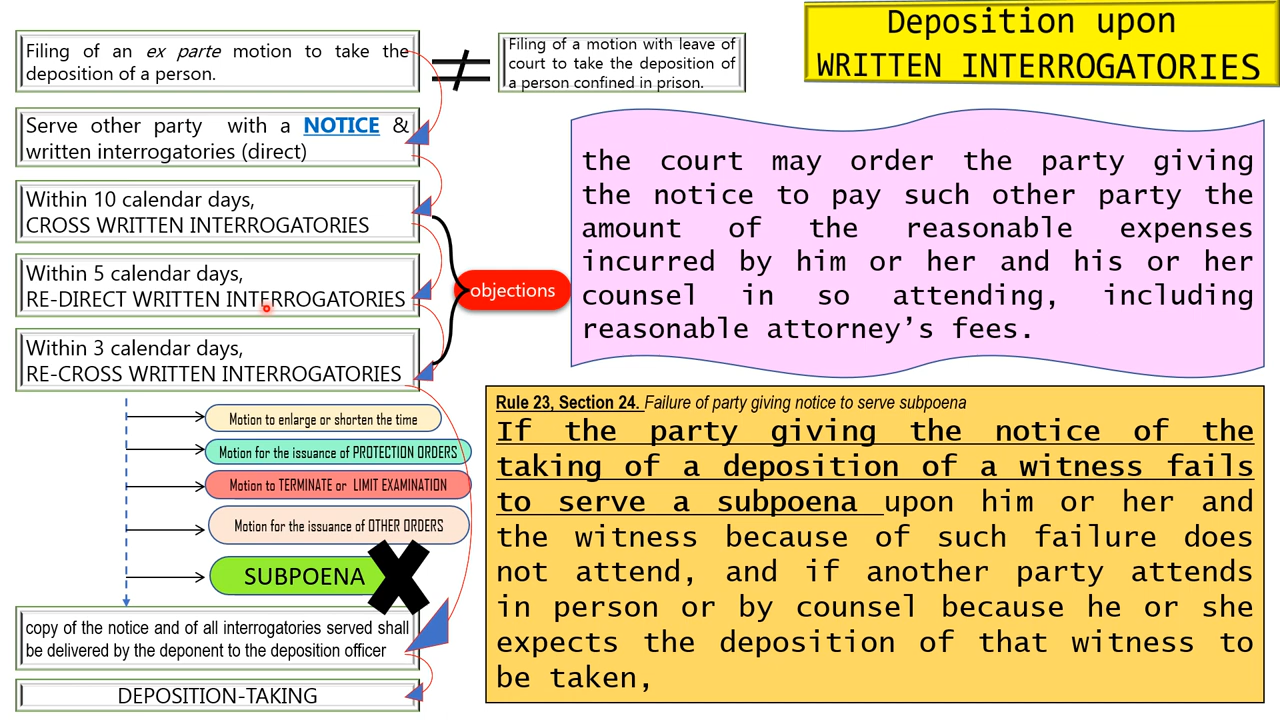 Deposition upon
WRITTEN INTERROGATORIES
Filing of an ex parte motion to take the
deposition of a person.
Filing of a motion with leave of
court to take the deposition of
a person confined in prison.
Serve other party with a NOTICE &
written interrogatories (direct)
Within 10 calendar days,
CROSS WRITTEN INTERROGATORIES
Within 5 calendar days,
RE-DIRECT WRITTEN INTERROGATORIES
Within 3 calendar days,
RE-CROSS WRITTEN INTERROGATORIES
objections
Motion to enlarge or shorten the time
Motion for the issuance of PROTECTION ORDERS
Motion to TERMINATE or LIMIT EXAMINATION
Motion for the issuance of OTHER ORDERS
SUBPOENA
copy of the notice and of all interrogatories served shall
be delivered by the deponent to the deposition officer
DEPOSITION-TAKING
the court may order the party giving
the notice to pay such other party the
amount of the reasonable expenses
incurred by him or her and his or her
counsel in so attending, including
reasonable attorney’s fees.
Rule 23, Section 24. Failure of party giving notice to serve subpoena
If the party giving the notice of the
taking of a deposition of a witness fails
to serve a subpoena upon him or her and
the witness because of such failure does
not attend, and if another party attends
in person or by counsel because he or she
expects the deposition of that witness to
be taken,